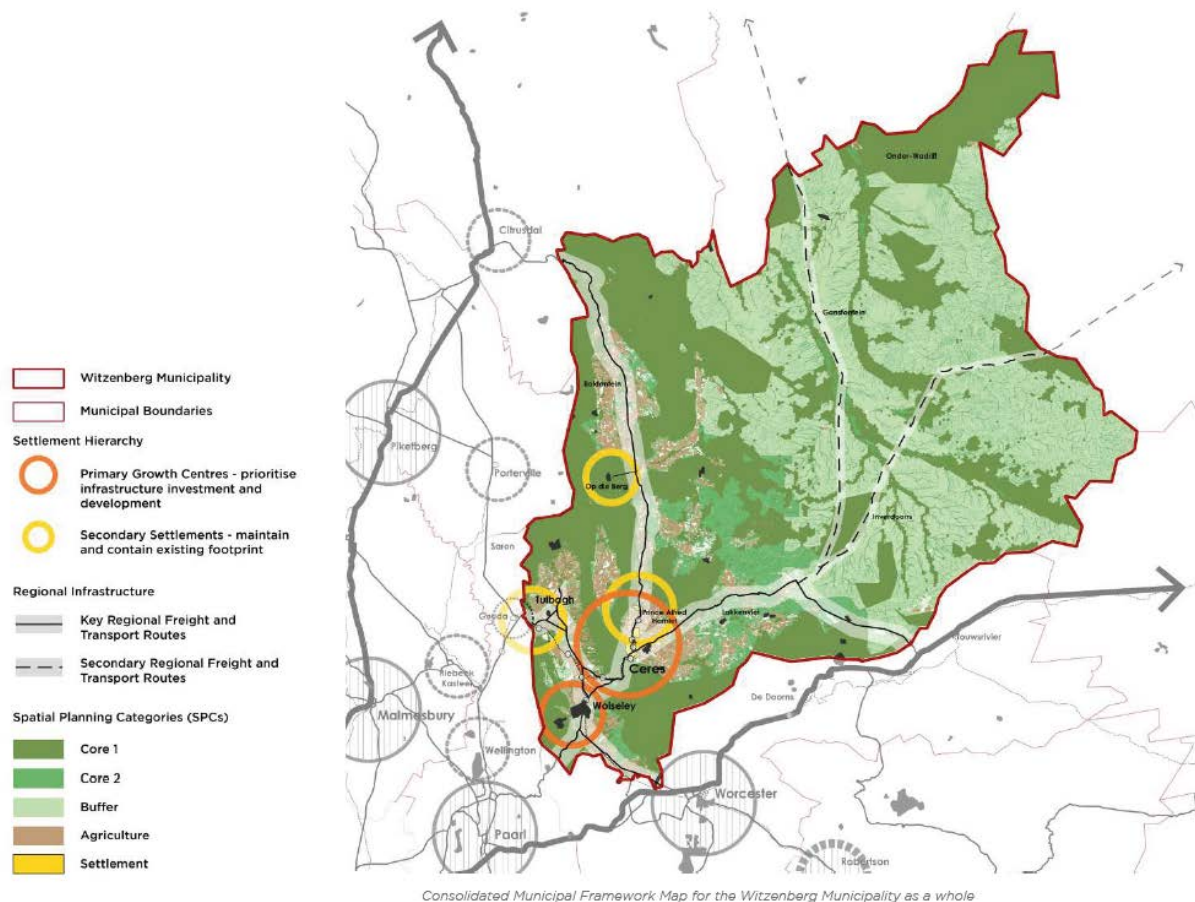 Witzenberg Municipality
Municipal Boundaries
Settlement Hierarchy
Primary Growth Centres - prioritise
infrastructure investment and
development
Secondary Settlements - maintain
and contain existing footprint
Regional Infrastructure
Key Regional Freight and
Transport Routes
Secondary Regional Freight and
Transport Routes
Spatial Planning Categories (SPCs)
Core 1
Core 2
Buffer
Agriculture
Settlement
Citrusdal
Piketberg
Porterville
Op die Berg
Saron
Gouda
Tulbagh
Prince Alfred
Hamlet
Lakkenvlei
Inverdoorn
Ceres
Wolseley
Riebeek
Kasteel
Malmesbury
Wellington
Paarl
De Doorns
Touwsrivier
Worcester
Robertson
Consolidated Municipal Framework Map for the Witzenberg Municipality as a whole